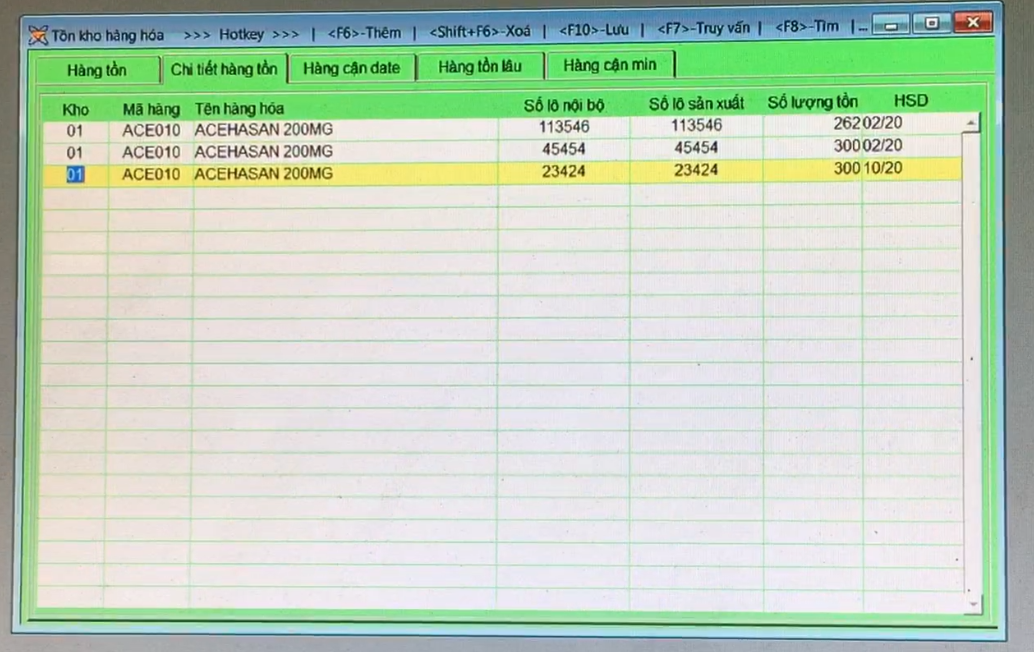 Tồn kho hàng hóa >>> Hotkey >>> | <F6>-Thêm | <Shift+F6>-Xoá | <F10>-Lưu | <F7>-Truy vấn | <F8>-Tìm |...
Hàng tồn Chi tiết hàng tồn Hàng cận date Hàng tồn lâu Hàng cận min
Kho Mã hàng Tên hàng hóa Số lô nội bộ Số lô sản xuất Số lượng tồn HSD
01 ACE010 ACEHASAN 200MG 113546 113546 262 02/20
01 ACE010 ACEHASAN 200MG 45454 45454 300 02/20
01 ACE010 ACEHASAN 200MG 23424 23424 300 10/20